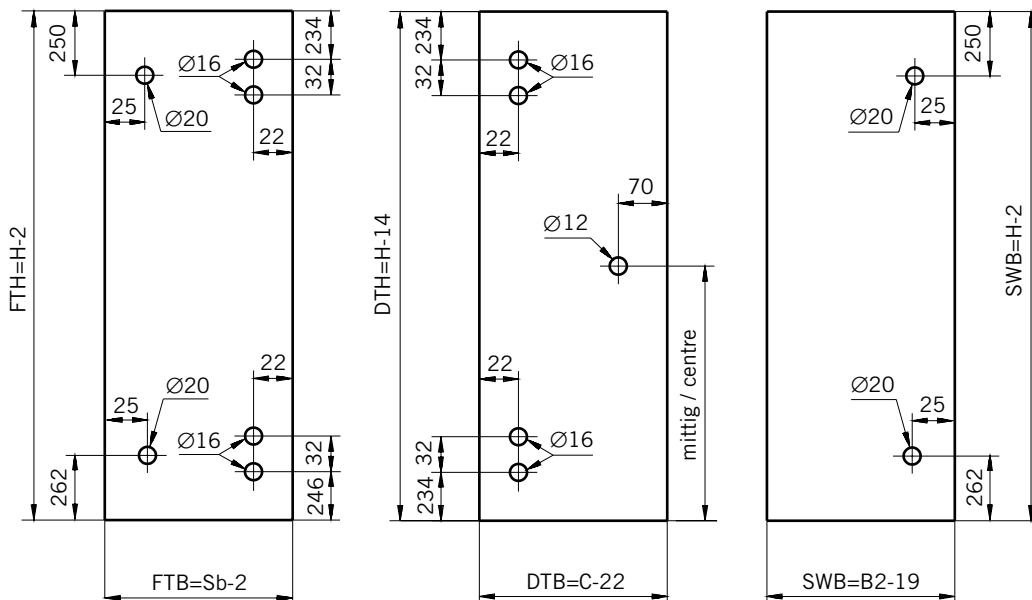 FTH=H-2
250
25
Ø20
Ø16
234
32
22
22
25
Ø20
Ø16
32
262
246
FTB=Sb-2
DTH=H-14
234
32
Ø16
22
70
Ø12
22
Ø16
32
234
mittig / centre
DTB=C-22
250
25
Ø20
SWB=H-2
Ø20
25
262
SWB=B2-19